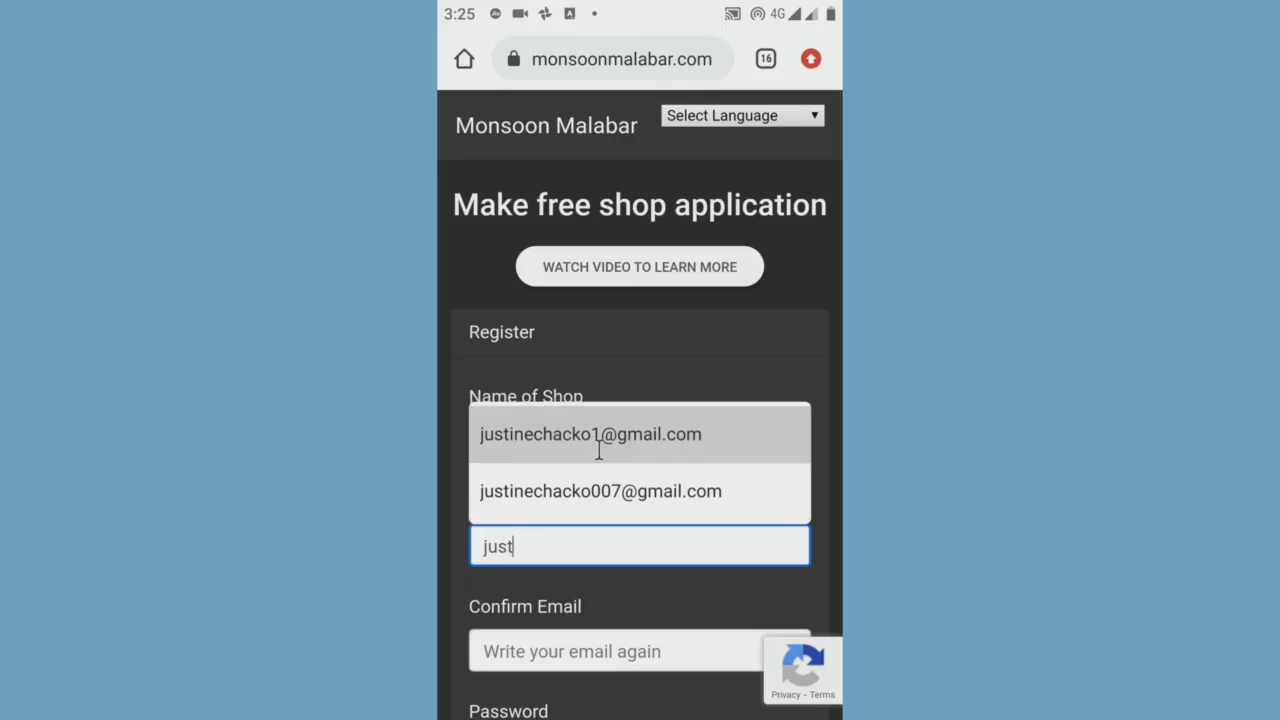 3:25
4G
monsoonmalabar.com
16
Monsoon Malabar
Select Language
Make free shop application
WATCH VIDEO TO LEARN MORE
Register
Name of Shop
justinechacko1@gmail.com
justinechacko007@gmail.com
just
Confirm Email
Write your email again
Privacy - Terms
Password